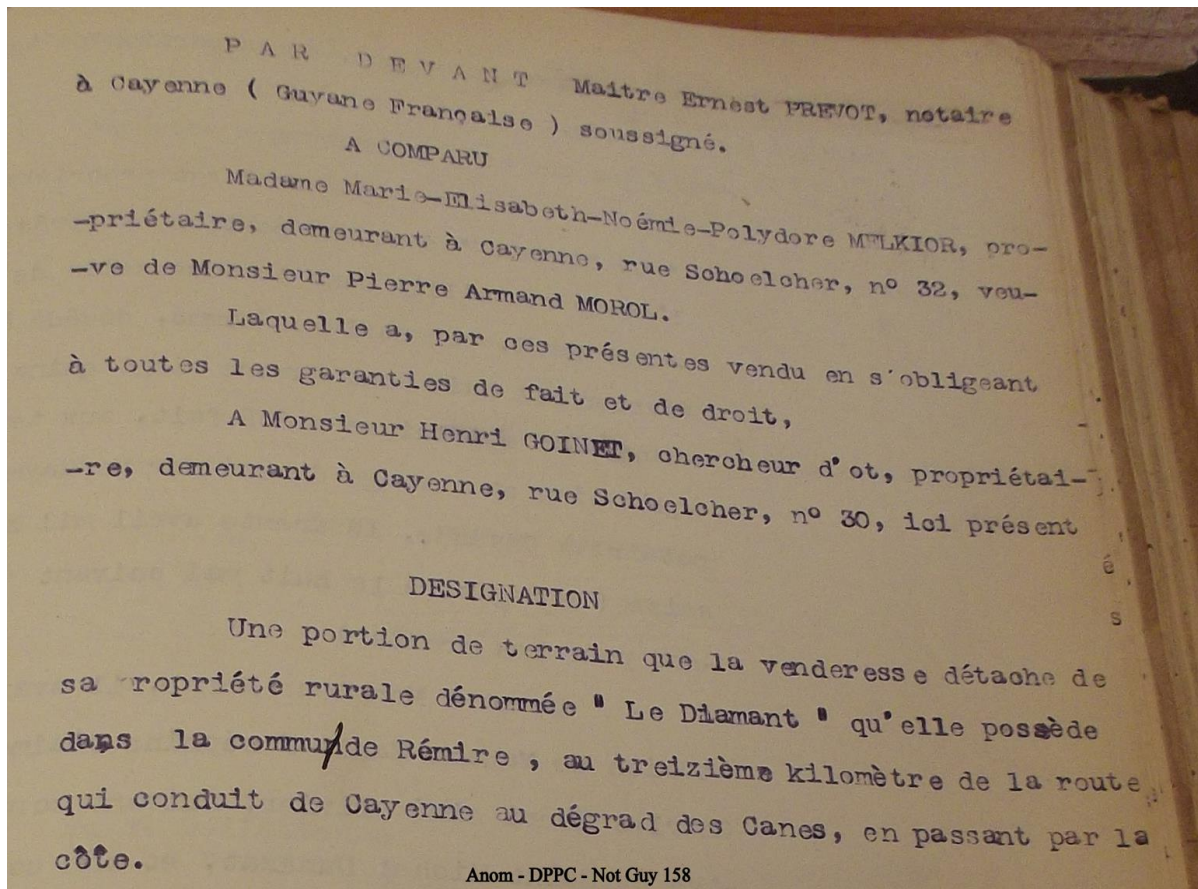 PAR DEVANT Maitre Ernest PREVOT, notaire
à Cayenne ( Guyane Française ) soussigné.
A COMPARU
Madame Marie-Elisabeth-Noémie-Polydore MELKIOR, pro-
-priétaire, demeurant à Cayenne, rue Schoelcher, nº 32, veu-
-ve de Monsieur Pierre Armand MOROL.
Laquelle a, par ces présentes vendu en s'obligeant
à toutes les garanties de fait et de droit,
A Monsieur Henri GOINET, chercheur d'ot, propriétai-
-re, demeurant à Cayenne, rue Schoelcher, nº 30, ici présent
DESIGNATION
Une portion de terrain que la venderesse détache de
sa ropriété rurale dénommée " Le Diamant " qu'elle possède
dans la commu de Rémire , au treizième kilomètre de la route
qui conduit de Cayenne au dégrad des Canes, en passant par la
côte.
Anom - DPPC - Not Guy 158